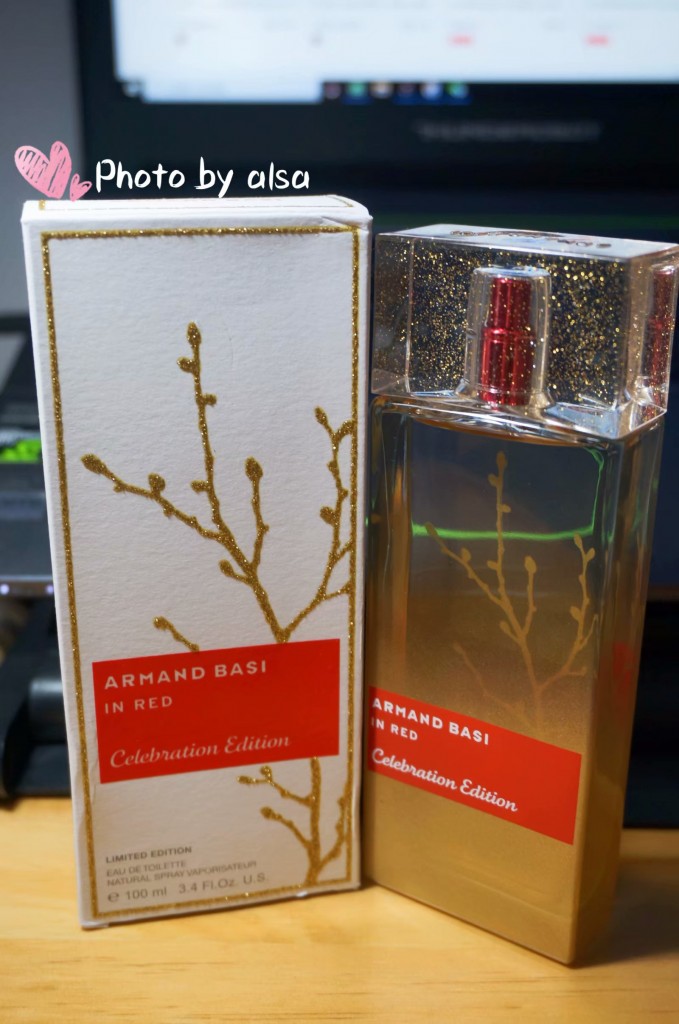 Photo by alsa
ARMAND BASI
IN RED
Celebration Edition
LIMITED EDITION
EAU DE TOILETTE
NATURAL SPRAY VAPORISATEUR
℮ 100 ml 3.4 Fl.Oz. U.S.
ARMAND BASI
IN RED
Celebration Edition